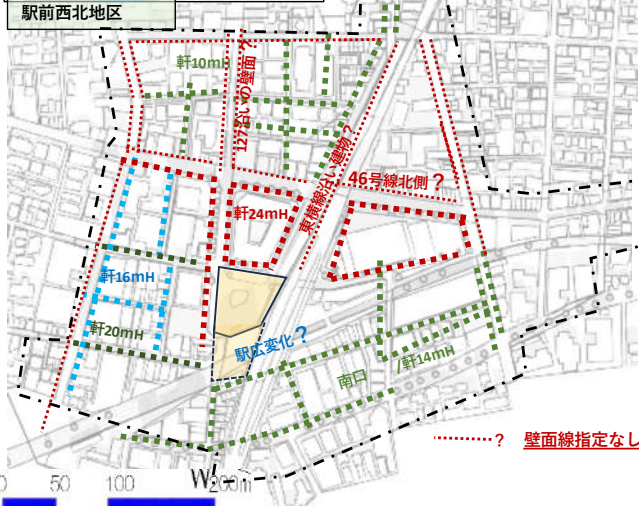 駅前西北地区
軒10mH
127沿いの壁面？
東横線沿い建物？
46号線北側？
軒24mH
軒16mH
軒20mH
駅広変化？
軒14mH
南口
？ 壁面線指定なし
0 50 100 W200m